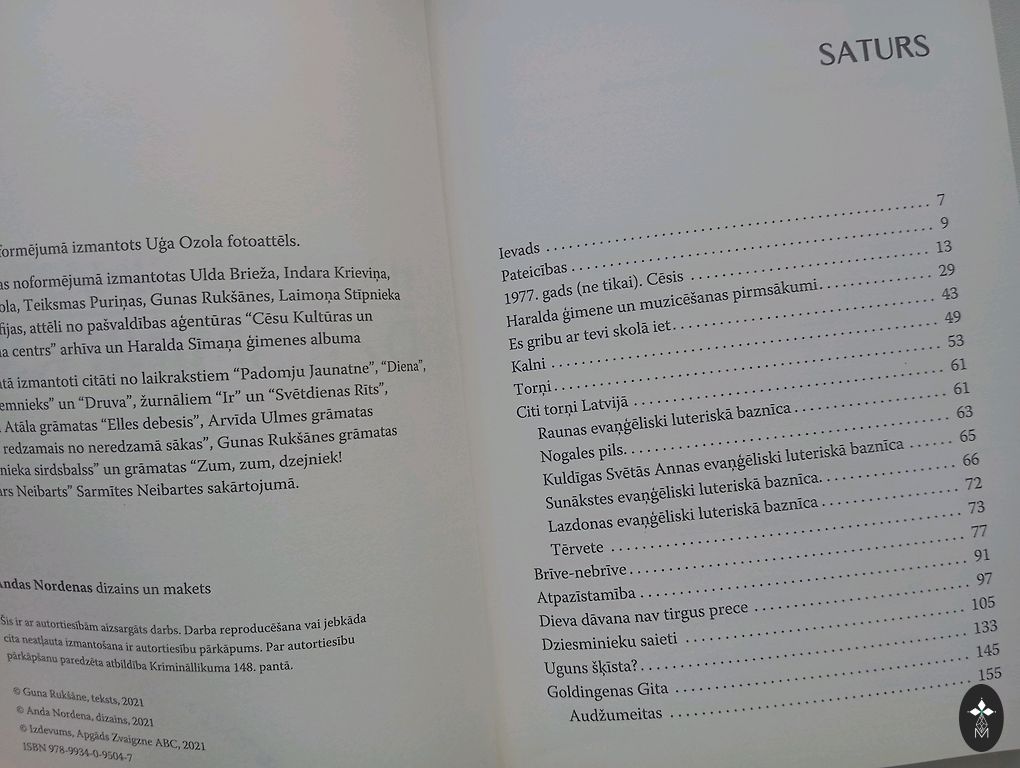 formējumā izmantots Uģa Ozola fotoattēls.
as noformējumā izmantotas Ulda Brieža, Indara Krieviņa,
ola, Teiksmas Puriņas, Gunas Rukšānes, Laimoņa Stīpnieka
fijas, attēli no pašvaldības aģentūras “Cēsu Kultūras un
a centrs” arhīva un Haralda Sīmaņa ģimenes albuma
tā izmantoti citāti no laikrakstiem “Padomju Jaunatne”, “Diena”,
emnieks” un “Druva”, žurnāliem “Ir” un “Svētdienas Rīts”,
Atāla grāmatas “Elles debesis”, Arvīda Ulmes grāmatas
redzamais no neredzamā sākas”, Gunas Rukšānes grāmatas
nieka sirdsbalss” un grāmatas “Zum, zum, dzejniek!
ars Neibarts” Sarmītes Neibartes sakārtojumā.
Andas Nordenas dizains un makets
Šis ir ar autortiesībām aizsargāts darbs. Darba reproducēšana vai jebkāda
cita neatļauta izmantošana ir autortiesību pārkāpums. Par autortiesību
pārkāpšanu paredzēta atbildība Krimināllikuma 148. pantā.
© Guna Rukšāne, teksts, 2021
© Anda Nordena, dizains, 2021
© Izdevums, Apgāds Zvaigzne ABC, 2021
ISBN 978-9934-0-9504-7
SATURS
Ievads ........ 7
Pateicības ........ 9
1977. gads (ne tikai). Cēsis ........ 13
Haralda ģimene un muzicēšanas pirmsākumi ........ 29
Es gribu ar tevi skolā iet ........ 43
Kalni ........ 49
Torņi ........ 53
Citi torņi Latvijā ........ 61
Raunas evaņģēliski luteriskā baznīca ........ 61
Nogales pils ........ 63
Kuldīgas Svētās Annas evaņģēliski luteriskā baznīca ........ 65
Sunākstes evaņģēliski luteriskā baznīca ........ 66
Lazdonas evaņģēliski luteriskā baznīca ........ 72
Tērvete ........ 73
Brīve-nebrīve ........ 77
Atpazīstamība ........ 91
Dieva dāvana nav tirgus prece ........ 97
Dziesminieku saieti ........ 105
Uguns šķīsta? ........ 133
Goldingenas Gita ........ 145
Audžumeitas ........ 155